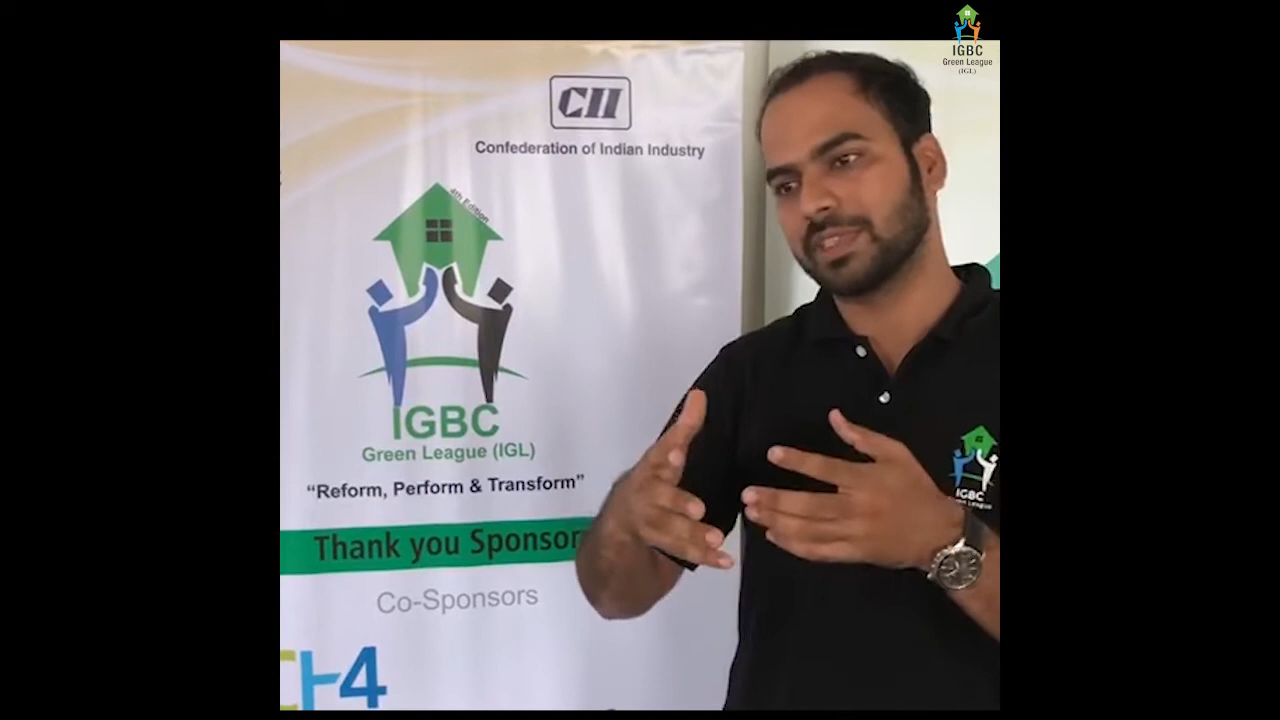 IGBC
Green League
(IGL)
CII
Confederation of Indian Industry
4th Edition
IGBC
Green League (IGL)
“Reform, Perform & Transform”
Thank you Sponsor
Co-Sponsors
CH4
IGBC
Green League